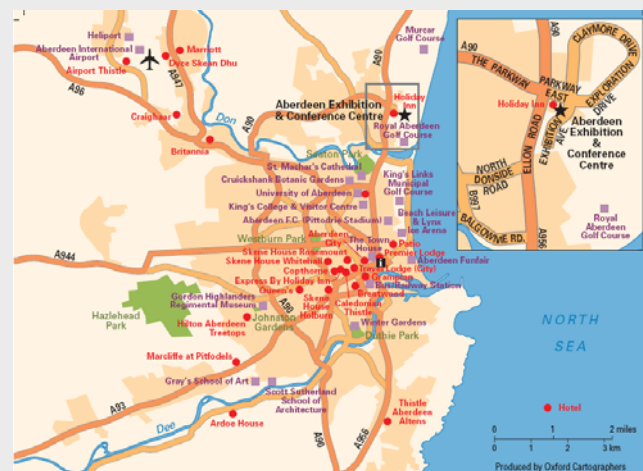 Heliport
Aberdeen International
Airport
Airport Thistle
Marriott
Dyce Skean Dhu
A947
A96
Craighaar
Britannia
Don
A90
Murcar
Golf Course
A90
Holiday
Inn
Aberdeen Exhibition
& Conference Centre
Royal Aberdeen
Golf Course
Seaton Park
St. Machar's Cathedral
Cruickshank Botanic Gardens
University of Aberdeen
King's College & Visitor Centre
King's Links
Municipal
Golf Course
Aberdeen F.C. (Pittodrie Stadium)
Beach Leisure
& Lynx
Ice Arena
Westburn Park
Aberdeen
City
The Town
House
Patio
Premier Lodge
Aberdeen Funfair
A944
Skene House Rosemount
Skene House Whitehall
Copthorne
Travel Lodge (City)
Grampian
Express By Holiday Inn
Bus/Railway Station
Queen's
Brentwood
Skene
House
Holburn
Caledonian
Thistle
Gordon Highlanders
Regimental Museum
A90
Hazlehead
Park
Johnston
Gardens
Hilton Aberdeen
Treetops
Winter Gardens
Duthie Park
Marcliffe at Pitfodels
Gray's School of Art
Scott Sutherland
School of
Architecture
A93
Dee
Ardoe House
Thistle
Aberdeen
Altens
A90
A956
NORTH
SEA
Hotel
0 1 2 miles
0 1 2 3 km
Produced by Oxford Cartographers
A90
A90
THE PARKWAY
PARKWAY
EAST
CLAYMORE DRIVE
EXPLORATION
DRIVE
Holiday Inn
EXHIBITION
AVE.
Aberdeen
Exhibition &
Conference
Centre
ELLON ROAD
NORTH
DONSIDE
ROAD
B997
BALGOWNIE RD.
A956
Royal
Aberdeen
Golf Course